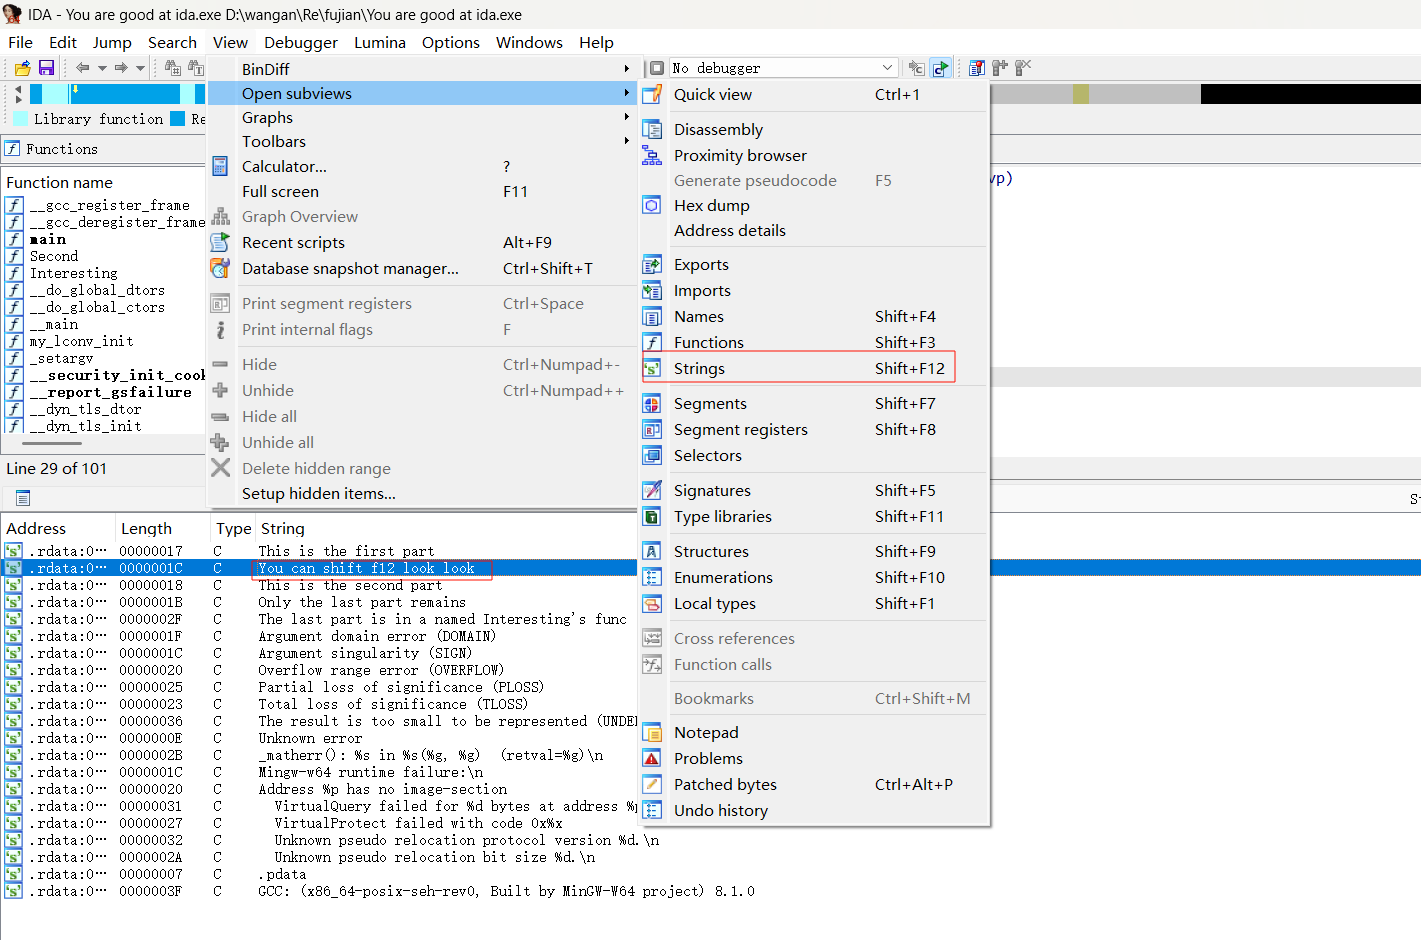 IDA - You are good at ida.exe D:\wangan\Re\fujian\You are good at ida.exe
File Edit Jump Search View Debugger Lumina Options Windows Help
No debugger
Library function
Re
Functions
Function name
__gcc_register_frame
__gcc_deregister_frame
main
Second
Interesting
__do_global_dtors
__do_global_ctors
__main
my_lconv_init
_setargv
__security_init_cook
__report_gsfailure
__dyn_tls_dtor
__dyn_tls_init
Line 29 of 101
BinDiff
Open subviews
Graphs
Toolbars
Calculator... ?
Full screen F11
Graph Overview
Recent scripts Alt+F9
Database snapshot manager... Ctrl+Shift+T
Print segment registers Ctrl+Space
Print internal flags F
Hide Ctrl+Numpad+-
Unhide Ctrl+Numpad++
Hide all
Unhide all
Delete hidden range
Setup hidden items...
Quick view Ctrl+1
Disassembly
Proximity browser
Generate pseudocode F5
Hex dump
Address details
Exports
Imports
Names Shift+F4
Functions Shift+F3
Strings Shift+F12
Segments Shift+F7
Segment registers Shift+F8
Selectors
Signatures Shift+F5
Type libraries Shift+F11
Structures Shift+F9
Enumerations Shift+F10
Local types Shift+F1
Cross references
Function calls
Bookmarks Ctrl+Shift+M
Notepad
Problems
Patched bytes Ctrl+Alt+P
Undo history
vp)
St
Address Length Type String
.rdata:0… 00000017 C This is the first part
.rdata:0… 0000001C C You can shift f12 look look
.rdata:0… 00000018 C This is the second part
.rdata:0… 0000001B C Only the last part remains
.rdata:0… 0000002F C The last part is in a named Interesting's func
.rdata:0… 0000001F C Argument domain error (DOMAIN)
.rdata:0… 0000001C C Argument singularity (SIGN)
.rdata:0… 00000020 C Overflow range error (OVERFLOW)
.rdata:0… 00000025 C Partial loss of significance (PLOSS)
.rdata:0… 00000023 C Total loss of significance (TLOSS)
.rdata:0… 00000036 C The result is too small to be represented (UNDE
.rdata:0… 0000000E C Unknown error
.rdata:0… 0000002B C _matherr(): %s in %s(%g, %g)  (retval=%g)\n
.rdata:0… 0000001C C Mingw-w64 runtime failure:\n
.rdata:0… 00000020 C Address %p has no image-section
.rdata:0… 00000031 C   VirtualQuery failed for %d bytes at address %p
.rdata:0… 00000027 C   VirtualProtect failed with code 0x%x
.rdata:0… 00000032 C   Unknown pseudo relocation protocol version %d.\n
.rdata:0… 0000002A C   Unknown pseudo relocation bit size %d.\n
.rdata:0… 00000007 C .pdata
.rdata:0… 0000003F C GCC: (x86_64-posix-seh-rev0, Built by MinGW-W64 project) 8.1.0